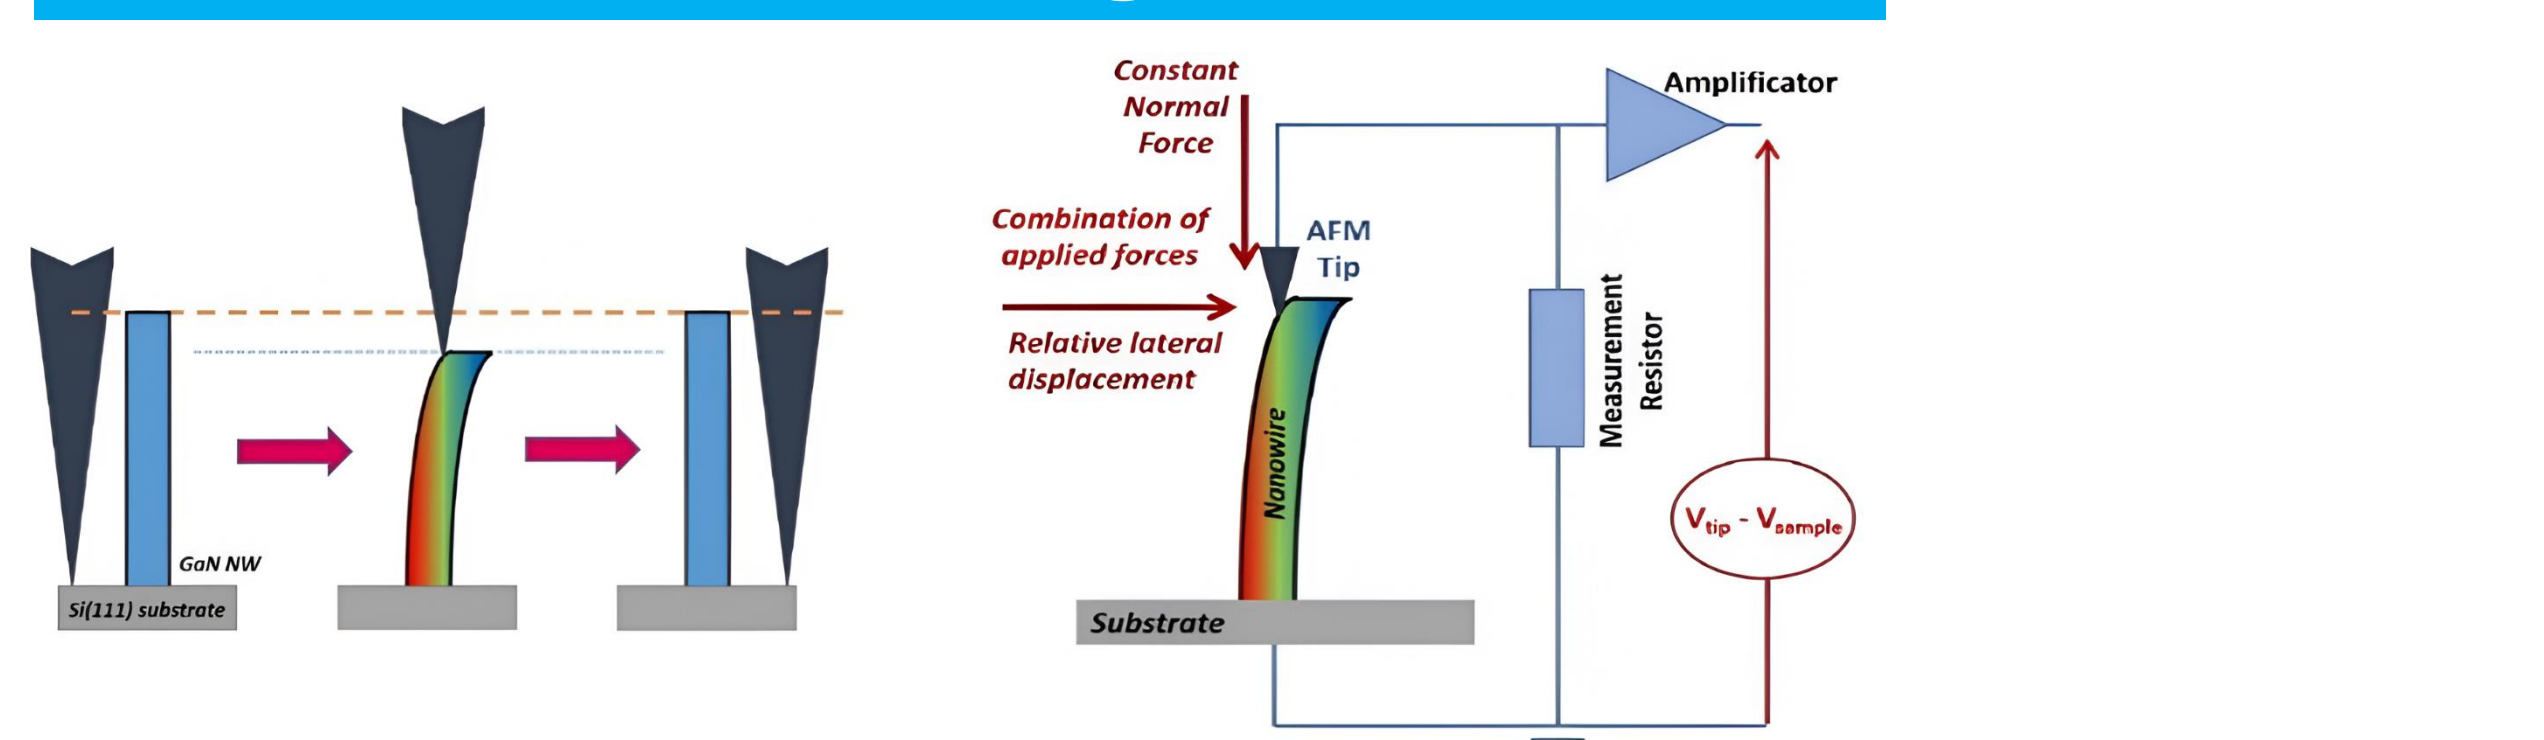 GaN NW
Si(111) substrate
Constant
Normal
Force
Combination of
applied forces
Relative lateral
displacement
AFM
Tip
Nanowire
Substrate
Amplificator
Measurement
Resistor
Vtip - Vsample